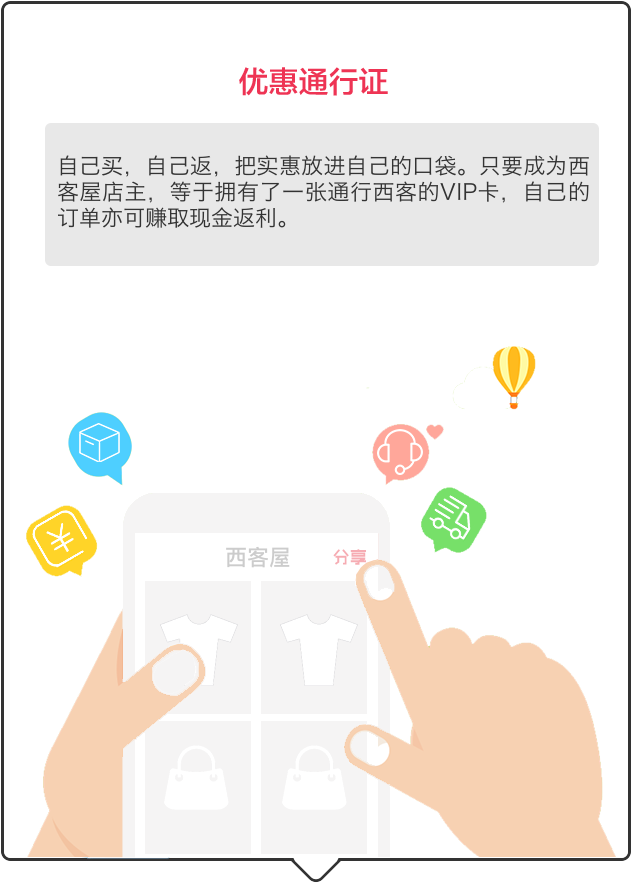 优惠通行证
自己买，自己返，把实惠放进自己的口袋。只要成为西
客屋店主，等于拥有了一张通行西客的VIP卡，自己的
订单亦可赚取现金返利。
西客屋 分享
¥